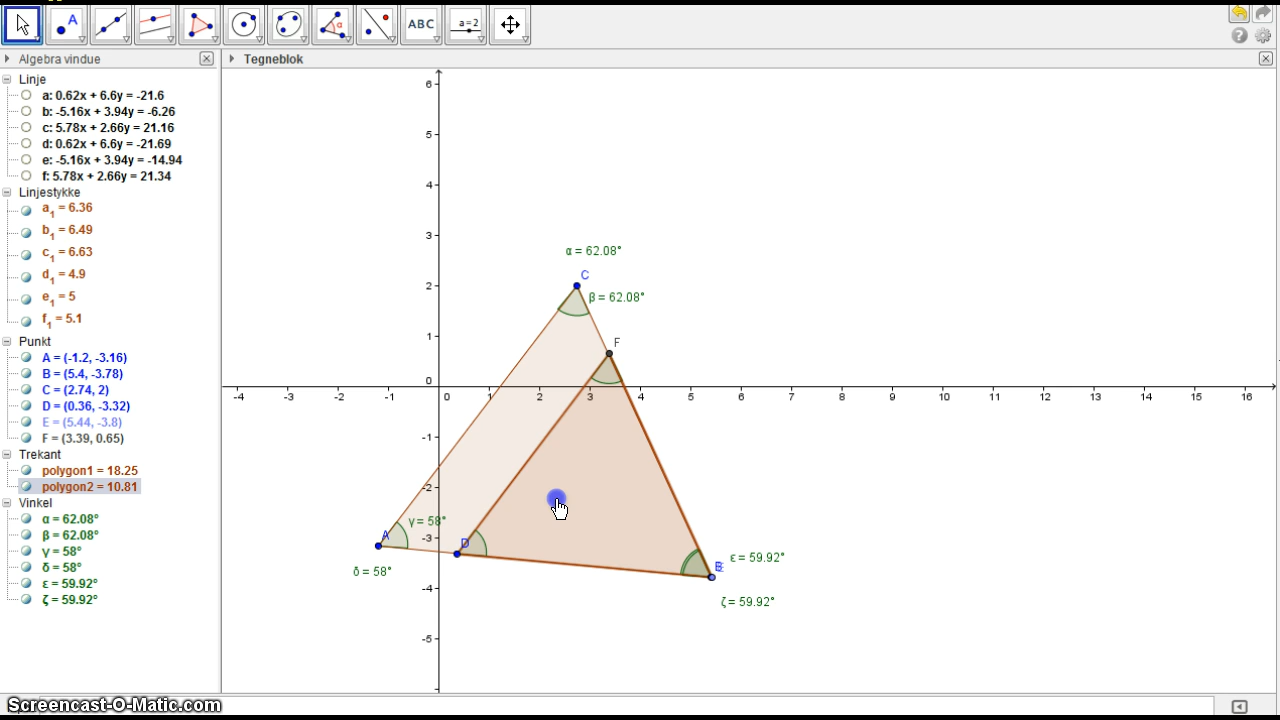 A
α
ABC
a=2
Algebra vindue
Tegneblok
Linje
a: 0.62x + 6.6y = -21.6
b: -5.16x + 3.94y = -6.26
c: 5.78x + 2.66y = 21.16
d: 0.62x + 6.6y = -21.69
e: -5.16x + 3.94y = -14.94
f: 5.78x + 2.66y = 21.34
Linjestykke
a1 = 6.36
b1 = 6.49
c1 = 6.63
d1 = 4.9
e1 = 5
f1 = 5.1
Punkt
A = (-1.2, -3.16)
B = (5.4, -3.78)
C = (2.74, 2)
D = (0.36, -3.32)
E = (5.44, -3.8)
F = (3.39, 0.65)
Trekant
polygon1 = 18.25
polygon2 = 10.81
Vinkel
α = 62.08°
β = 62.08°
γ = 58°
δ = 58°
ε = 59.92°
ζ = 59.92°
6
5
4
3
α = 62.08°
C
2
β = 62.08°
1
F
0
-4 -3 -2 -1 0 1 2 3 4 5 6 7 8 9 10 11 12 13 14 15 16
-1
-2
γ = 58°
A
-3
D
ε = 59.92°
B
δ = 58°
-4
ζ = 59.92°
-5
Screencast-O-Matic.com